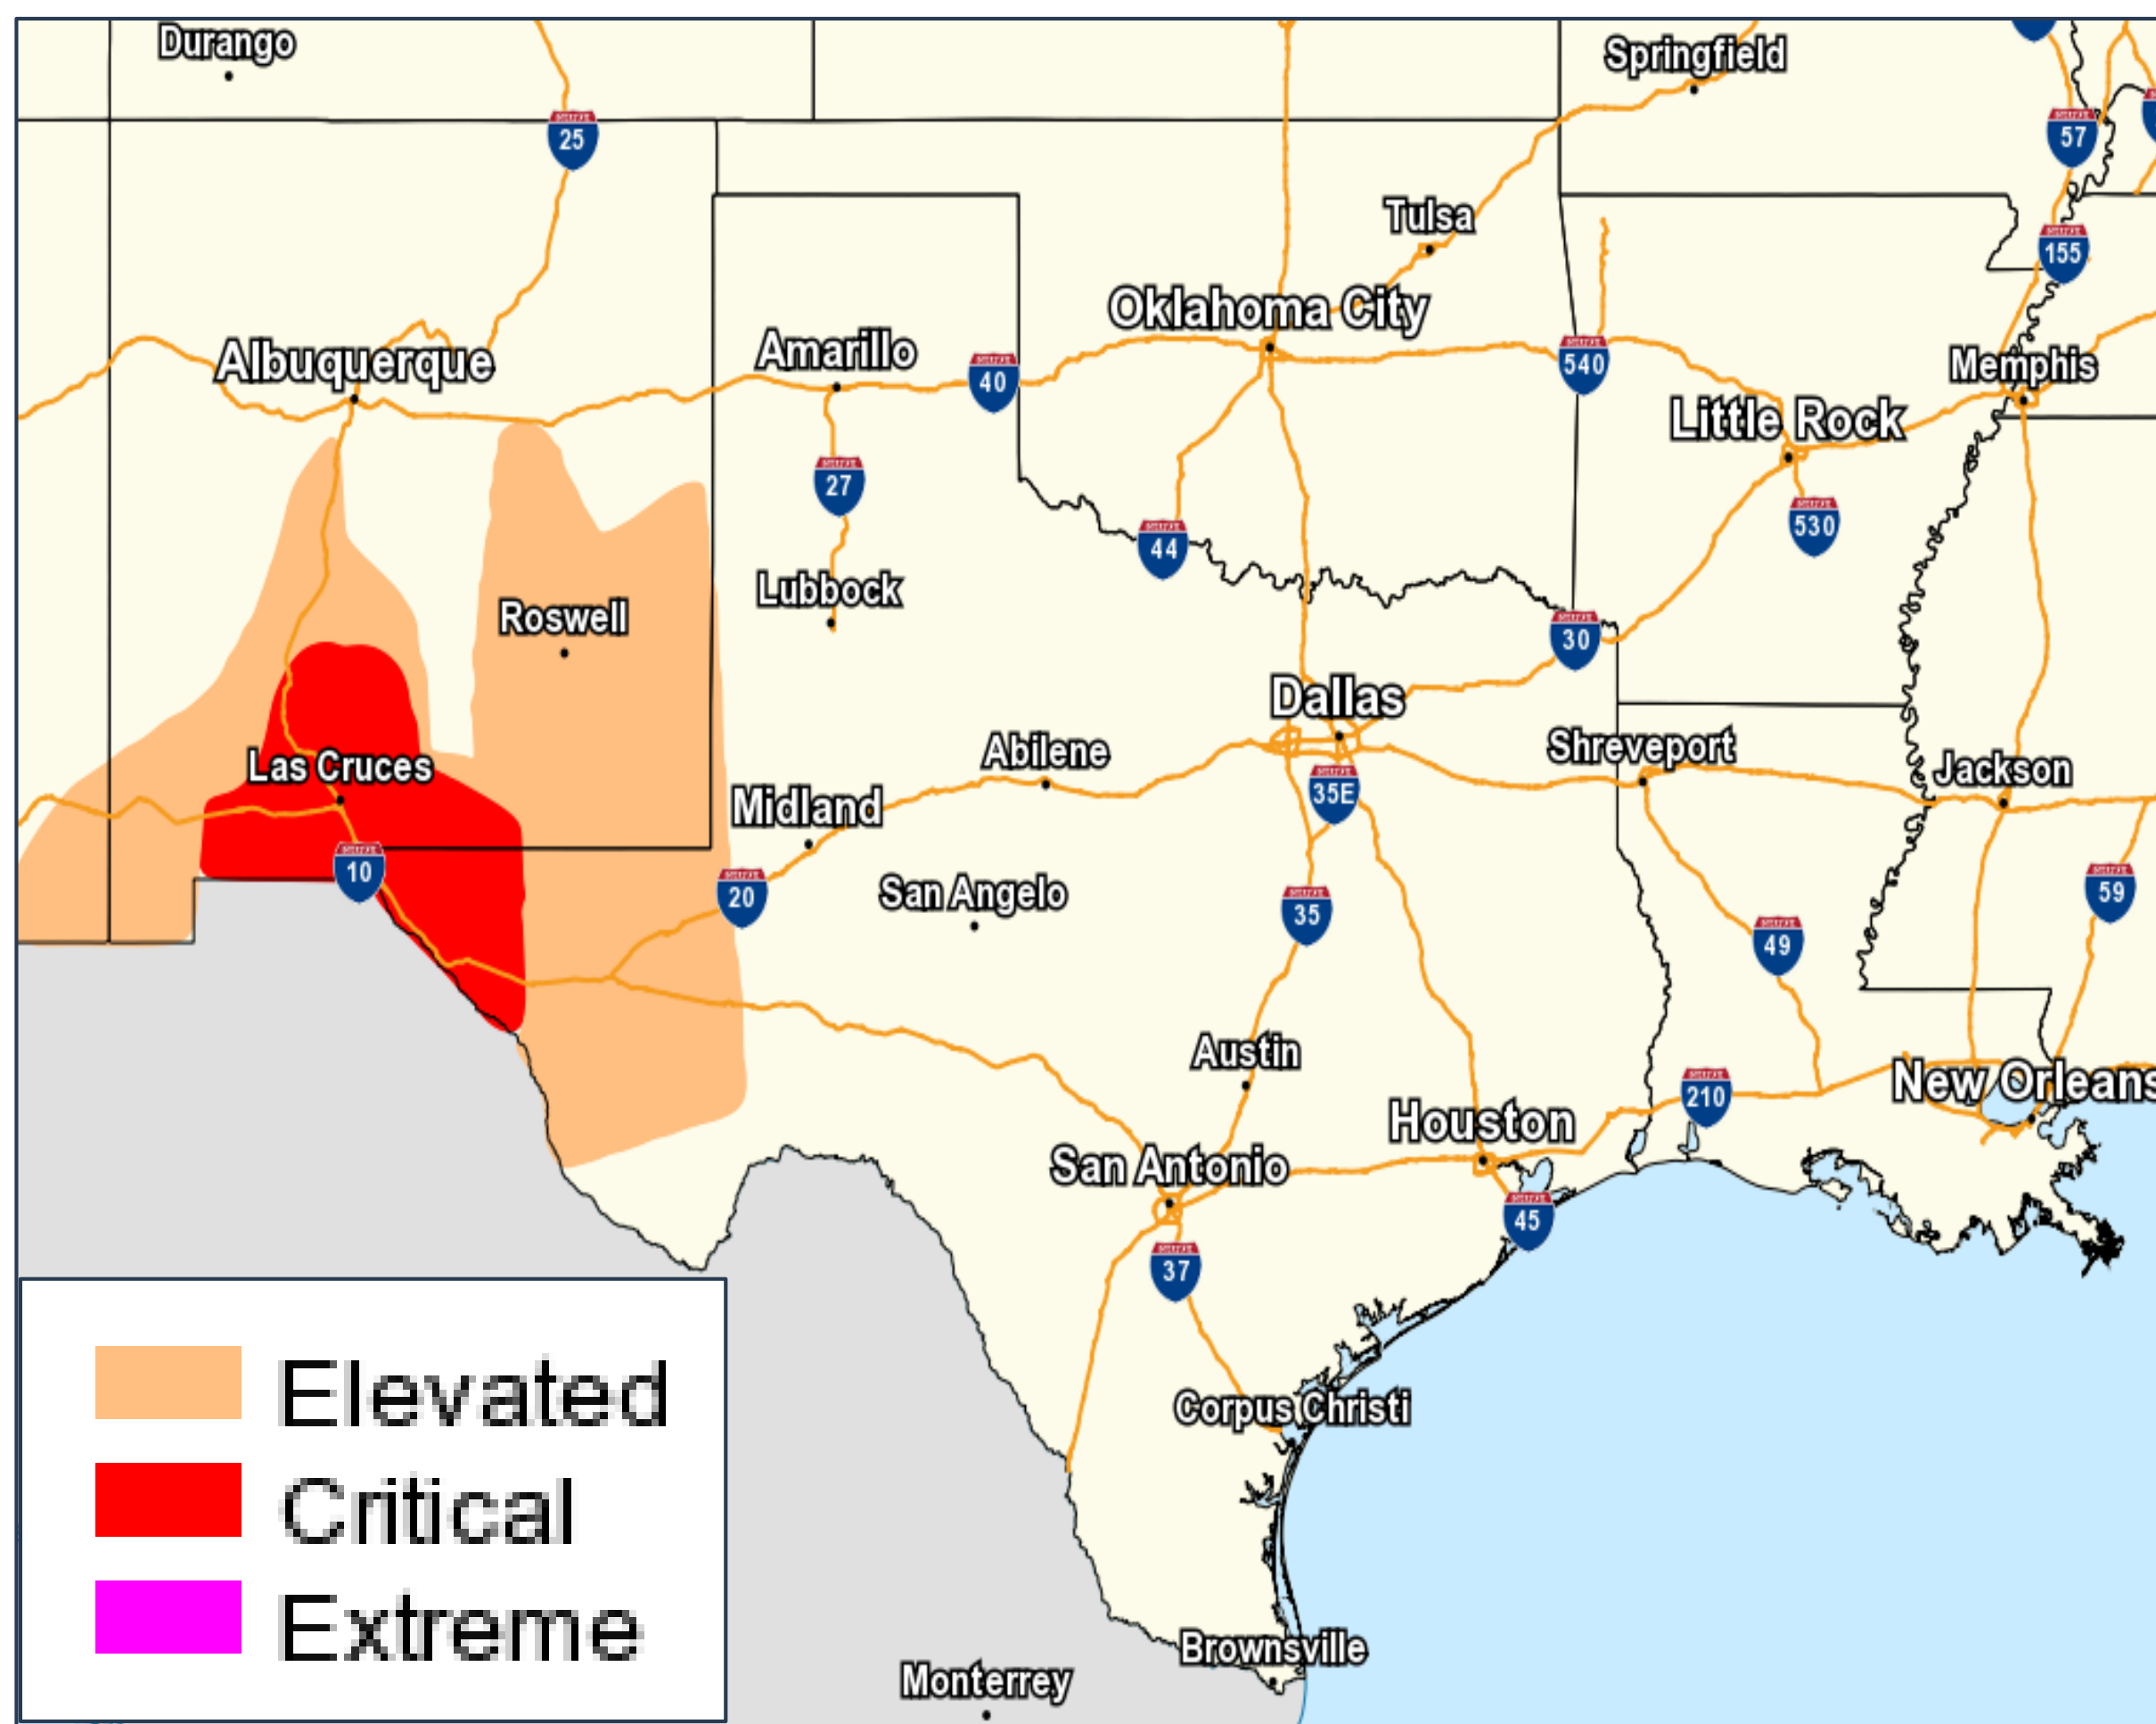 Durango
Springfield
25
57
Tulsa
155
Oklahoma City
Albuquerque
Amarillo
40
540
Memphis
Little Rock
27
530
44
Lubbock
Roswell
30
Dallas
Las Cruces
Abilene
Shreveport
Jackson
Midland
35E
10
20
San Angelo
35
59
49
Austin
210
New Orleans
Houston
San Antonio
45
37
Elevated
Corpus Christi
Critical
Extreme
Brownsville
Monterrey